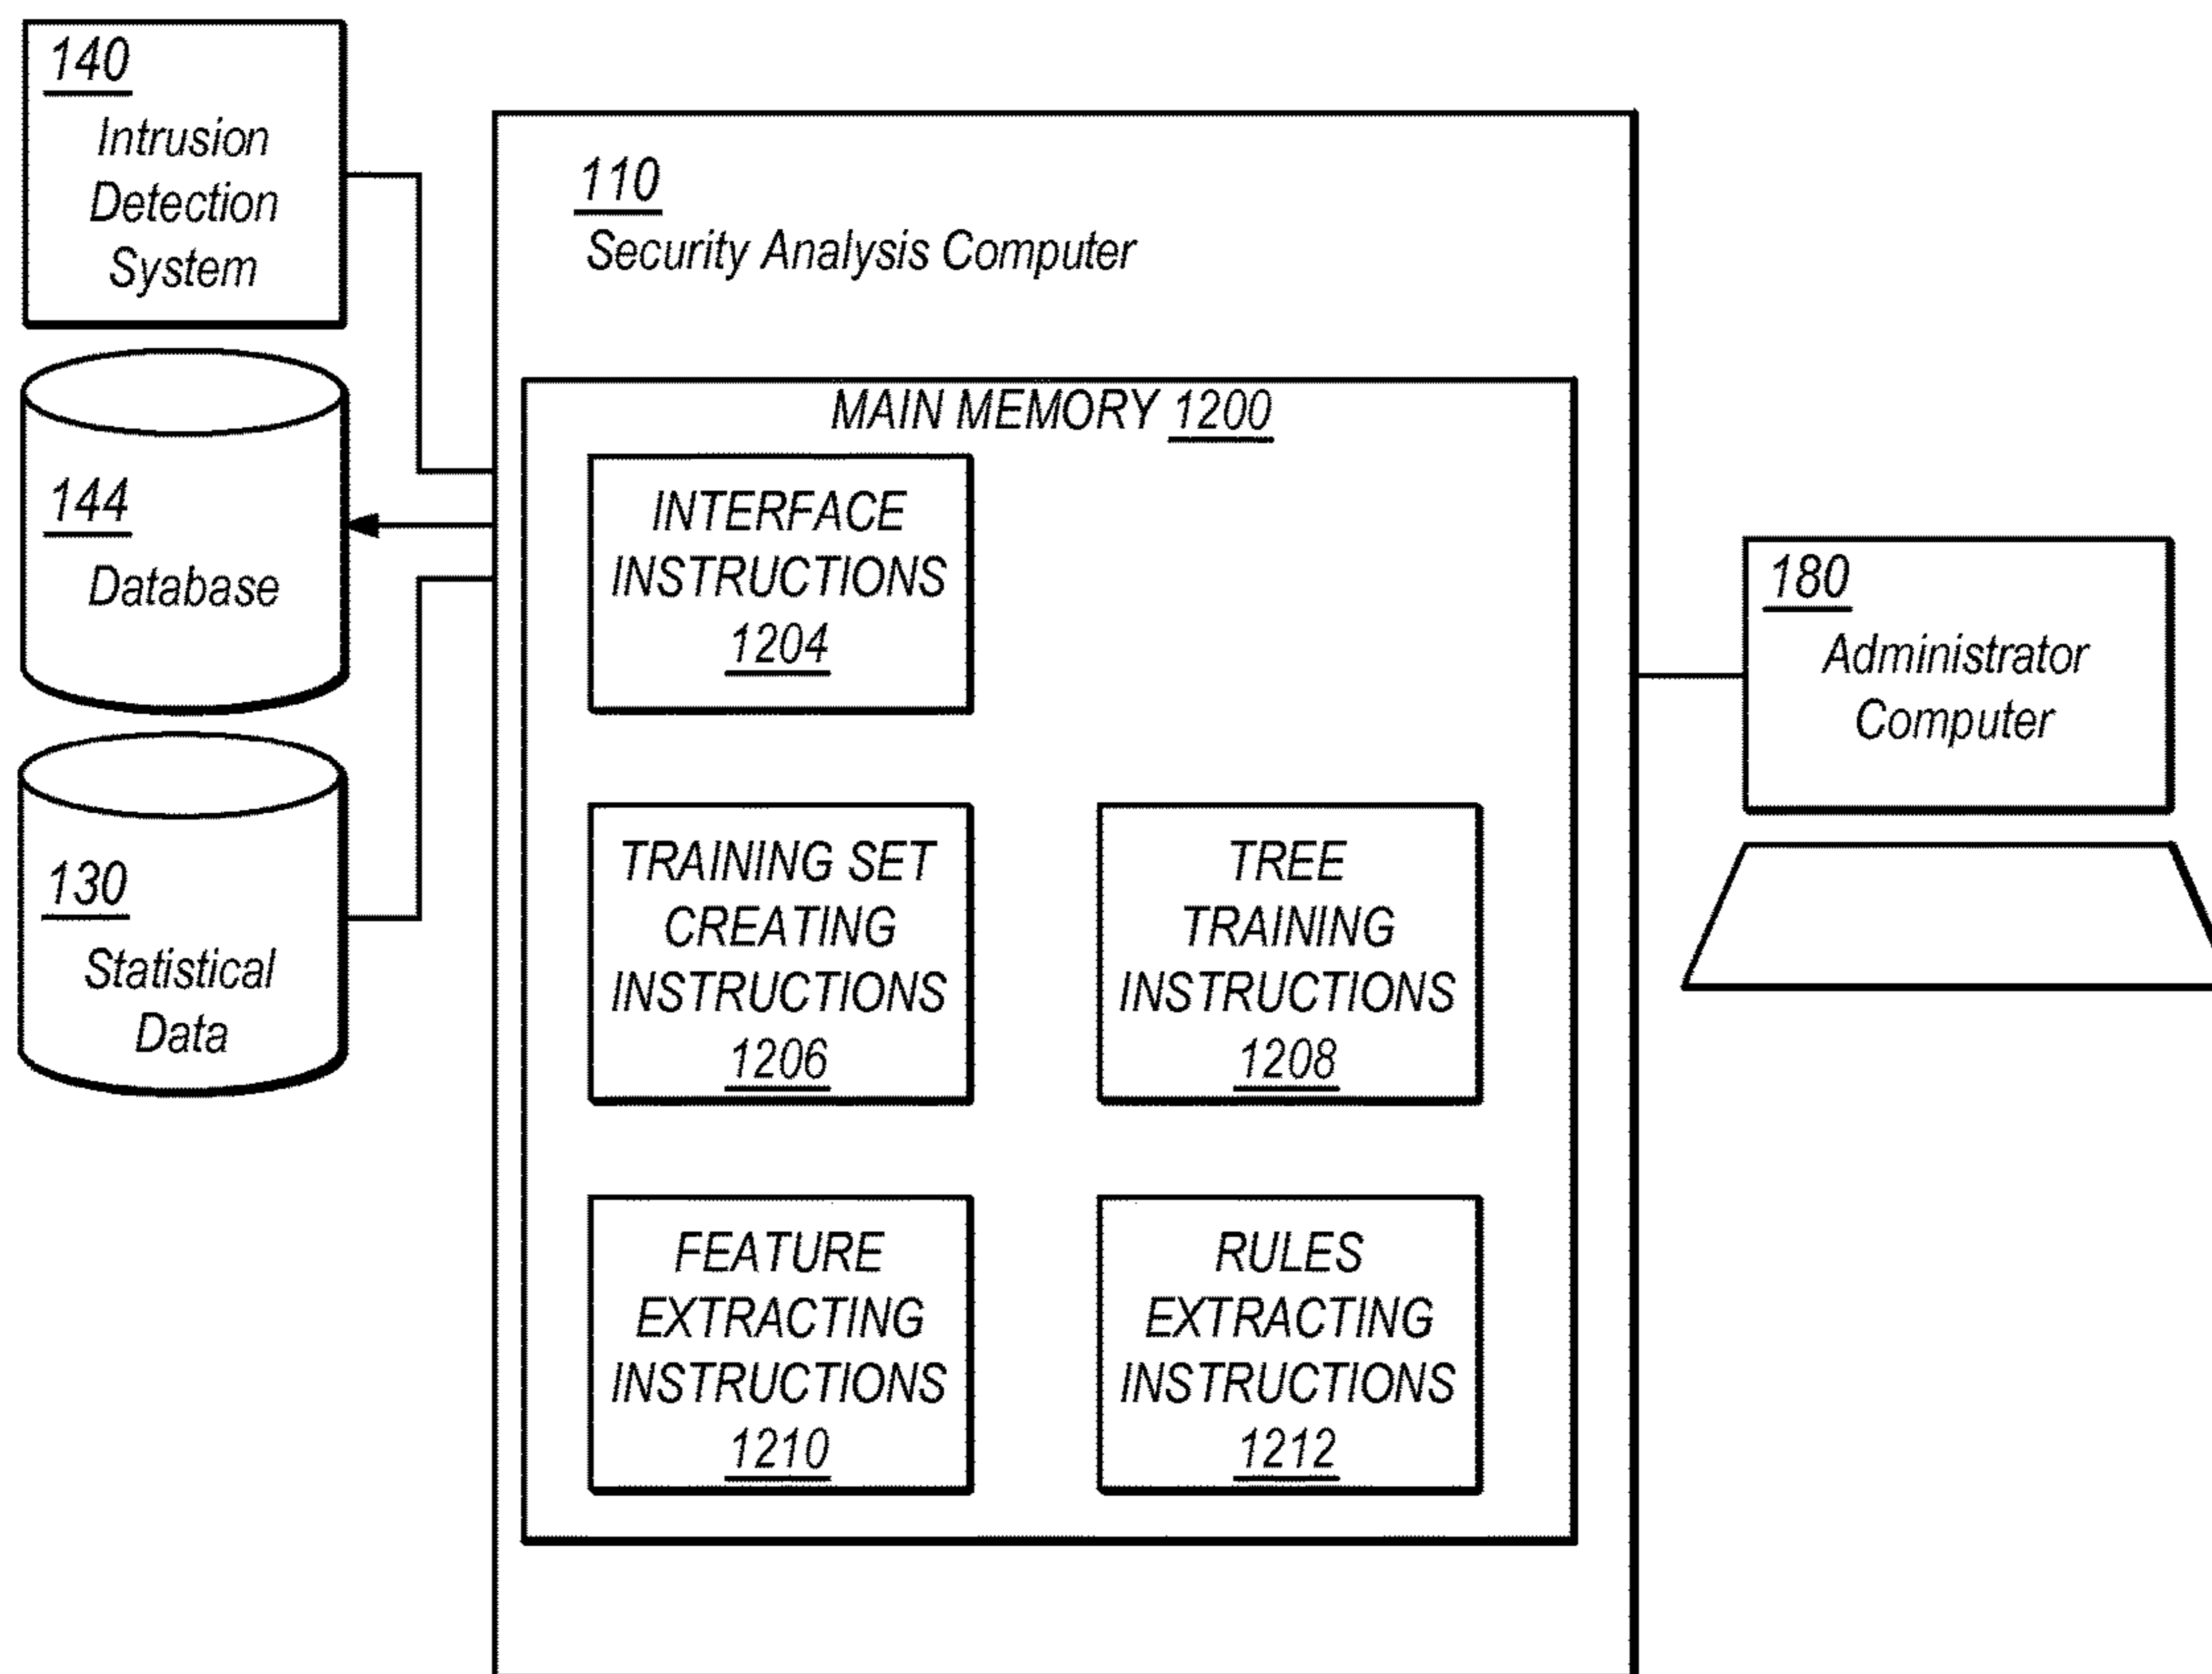 140
Intrusion
Detection
System
144
Database
130
Statistical
Data
110
Security Analysis Computer
MAIN MEMORY 1200
INTERFACE
INSTRUCTIONS
1204
TRAINING SET
CREATING
INSTRUCTIONS
1206
TREE
TRAINING
INSTRUCTIONS
1208
FEATURE
EXTRACTING
INSTRUCTIONS
1210
RULES
EXTRACTING
INSTRUCTIONS
1212
180
Administrator
Computer